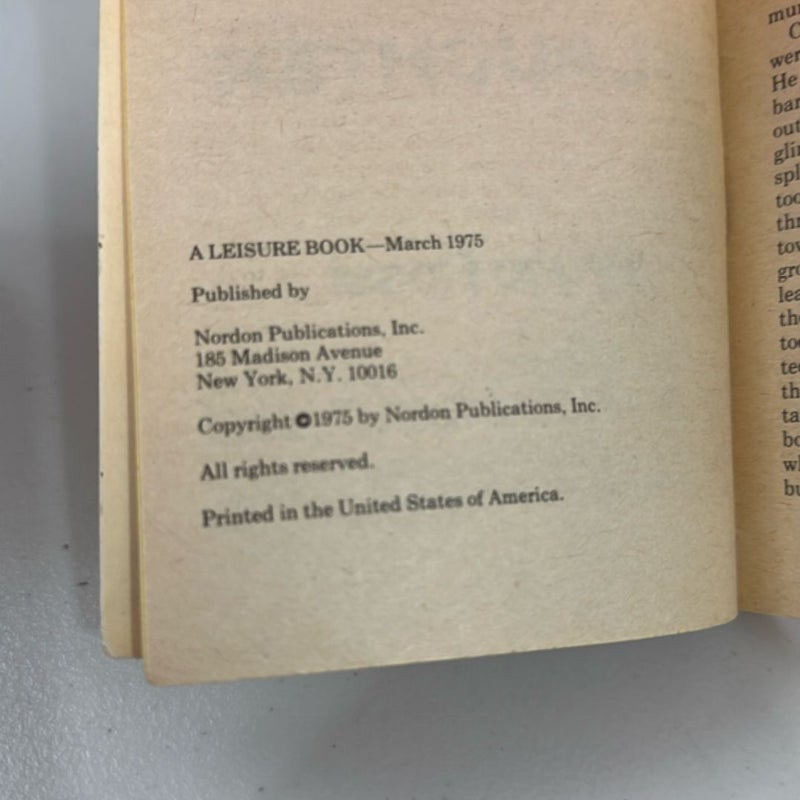 A LEISURE BOOK—March 1975
Published by
Nordon Publications, Inc.
185 Madison Avenue
New York, N.Y. 10016
Copyright ©1975 by Nordon Publications, Inc.
All rights reserved.
Printed in the United States of America.
He